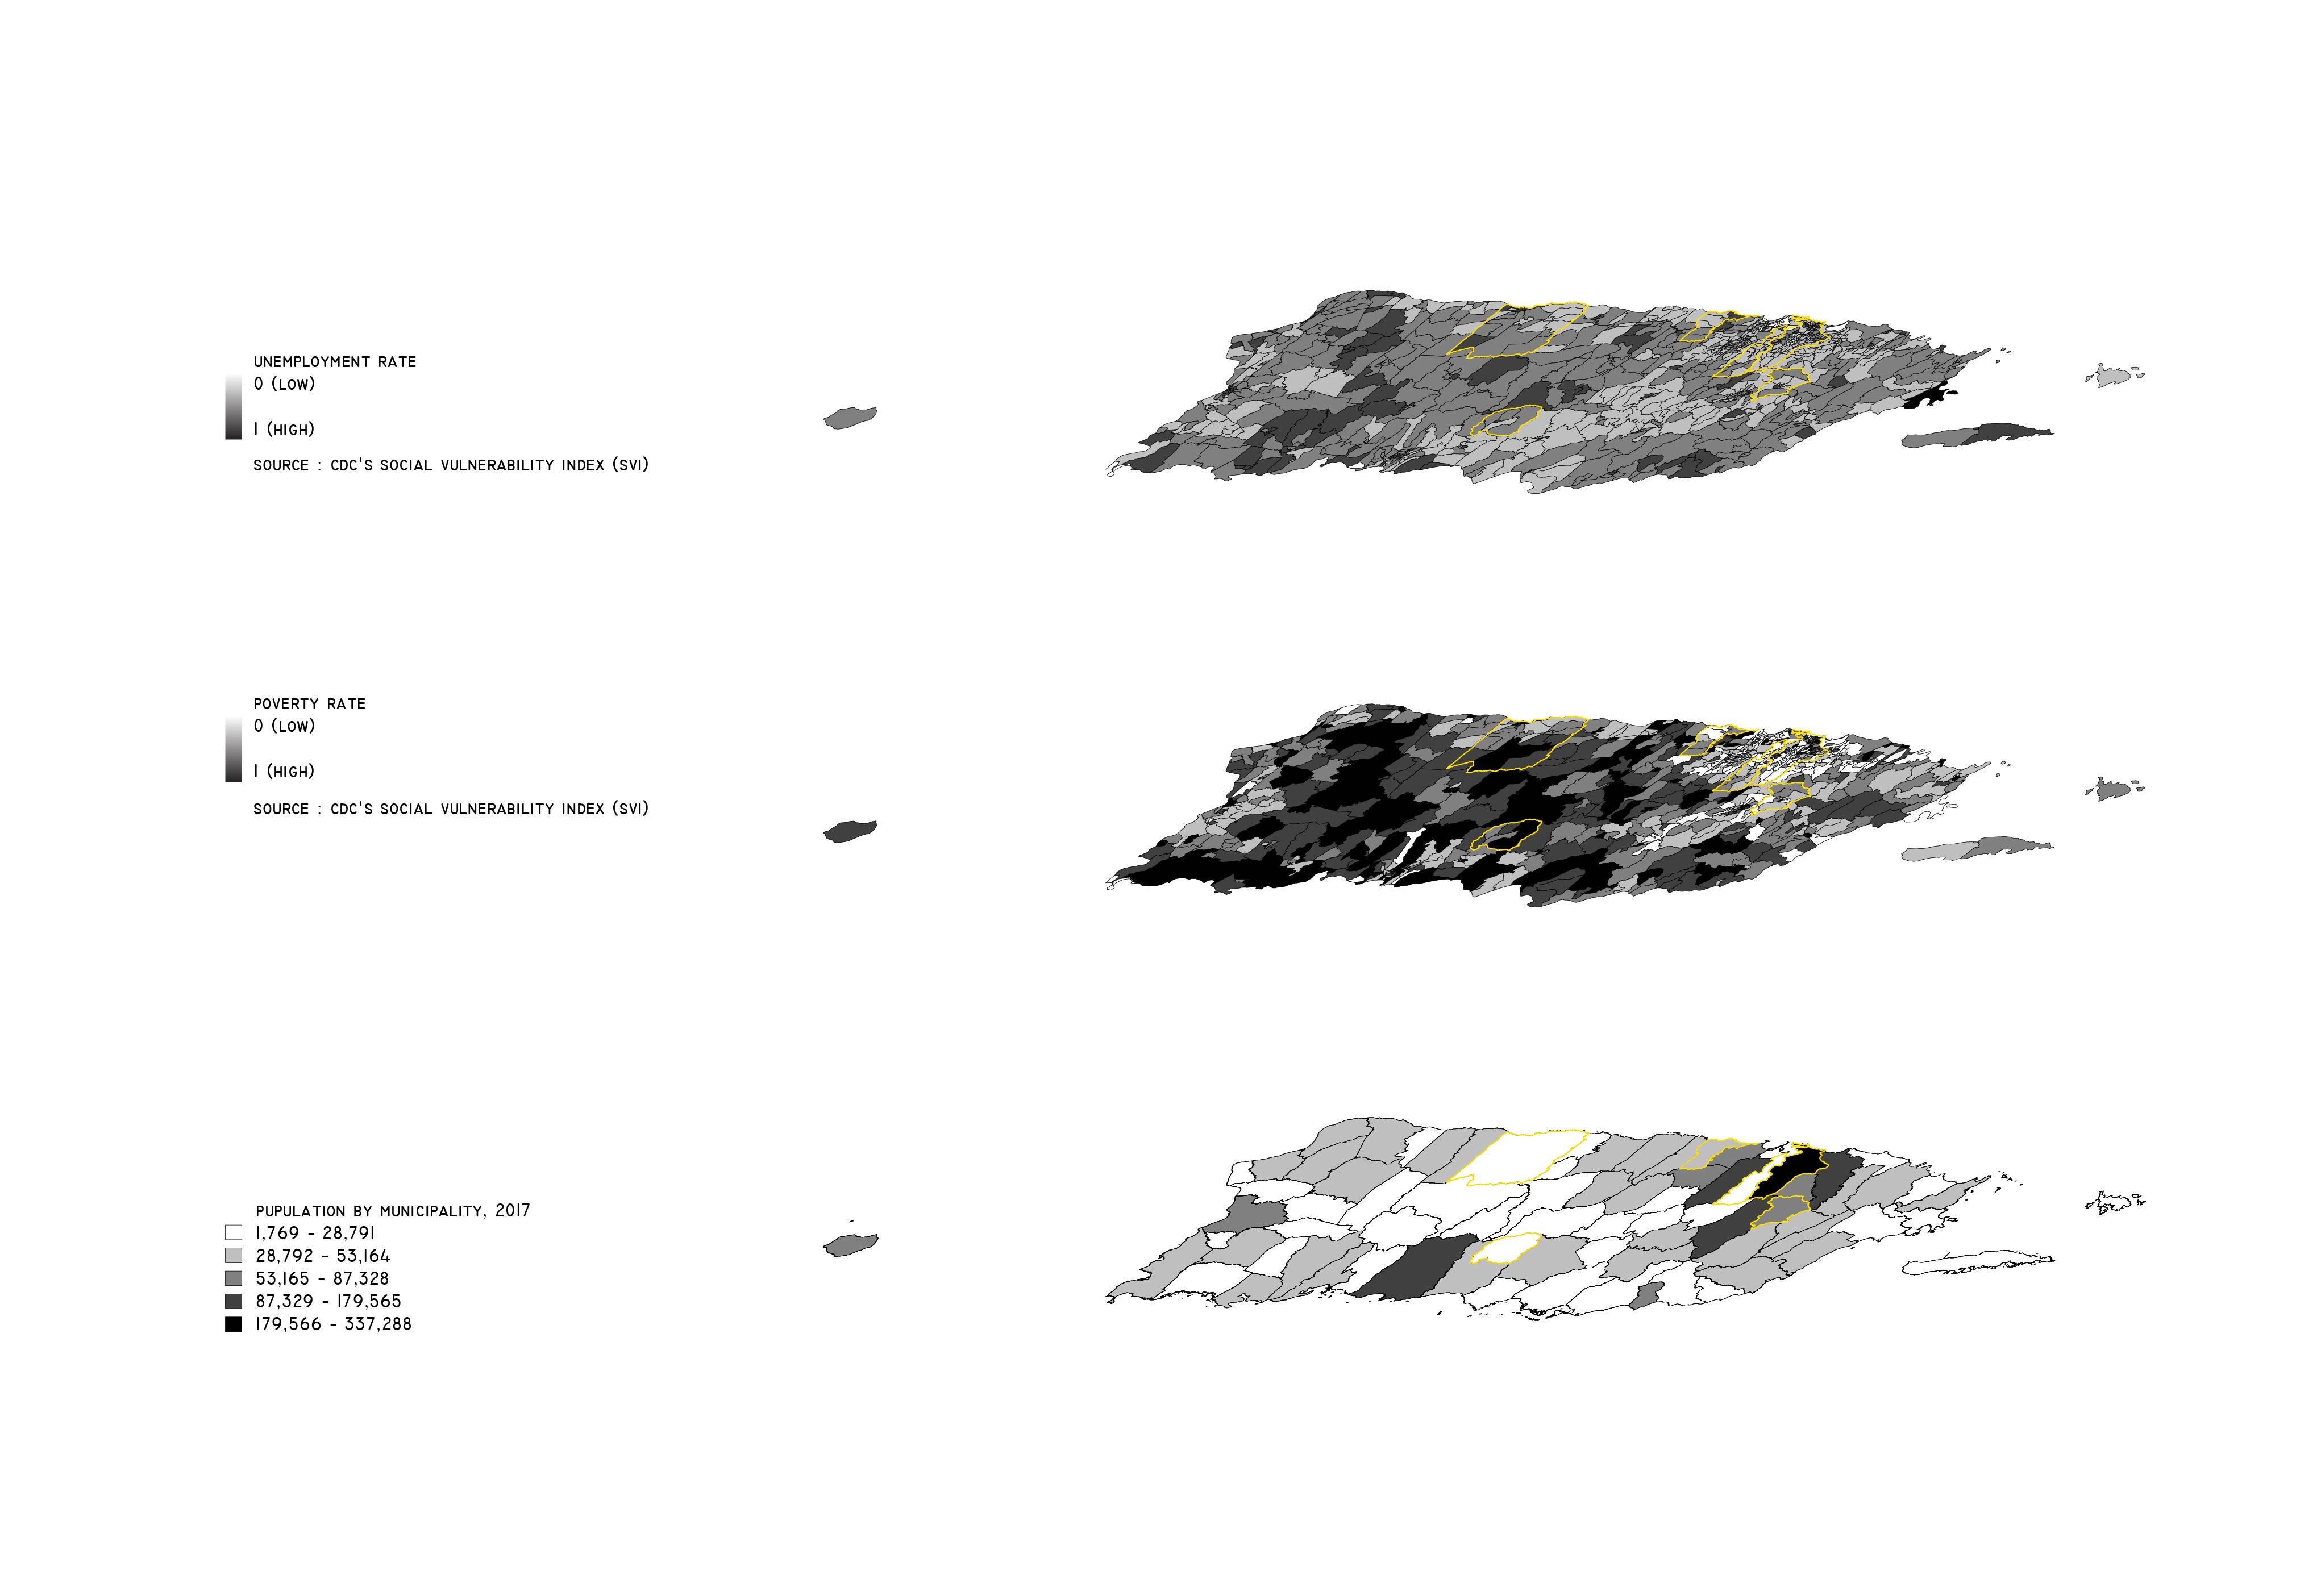 UNEMPLOYMENT RATE
0 (LOW)
1 (HIGH)
SOURCE : CDC'S SOCIAL VULNERABILITY INDEX (SVI)
POVERTY RATE
0 (LOW)
1 (HIGH)
SOURCE : CDC'S SOCIAL VULNERABILITY INDEX (SVI)
PUPULATION BY MUNICIPALITY, 2017
1,769 - 28,791
28,792 - 53,164
53,165 - 87,328
87,329 - 179,565
179,566 - 337,288